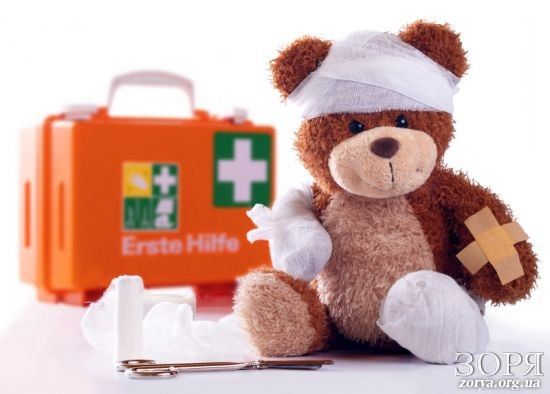 Erste Hilfe
ЗОРЯ
zorya.org.ua